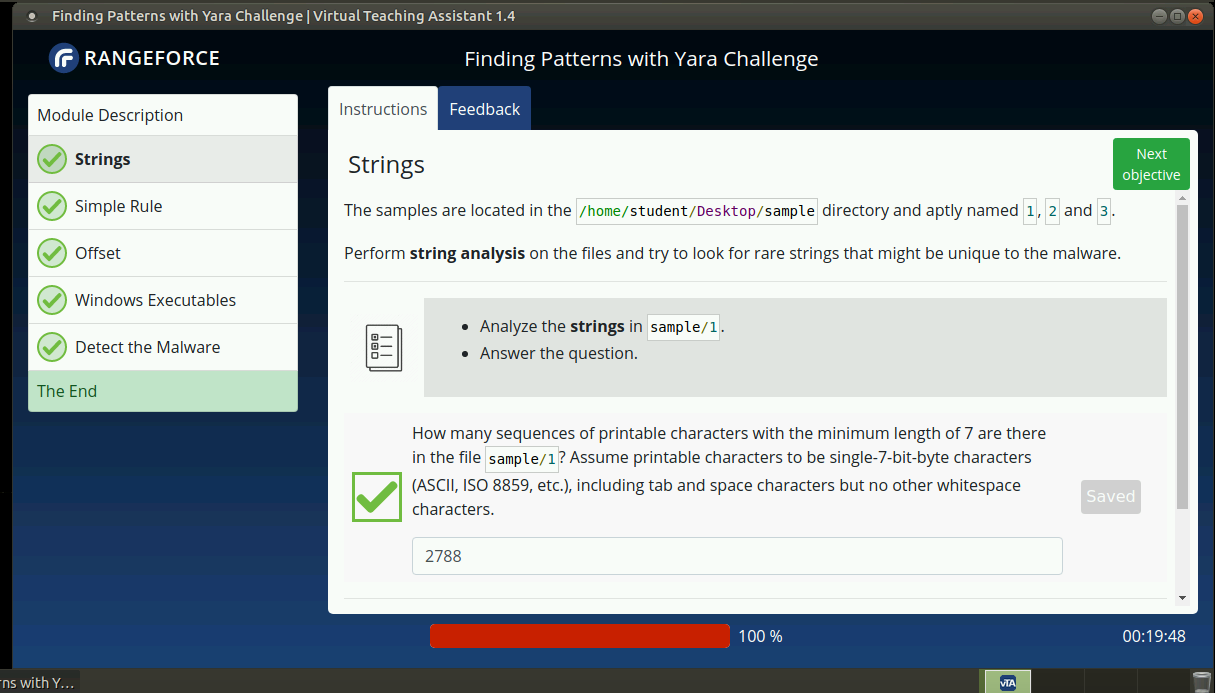 Finding Patterns with Yara Challenge | Virtual Teaching Assistant 1.4
RANGEFORCE
Finding Patterns with Yara Challenge
Module Description
Strings
Simple Rule
Offset
Windows Executables
Detect the Malware
The End
Instructions
Feedback
Strings
Next
objective
The samples are located in the /home/student/Desktop/sample directory and aptly named 1, 2 and 3.
Perform string analysis on the files and try to look for rare strings that might be unique to the malware.
• Analyze the strings in sample/1.
• Answer the question.
How many sequences of printable characters with the minimum length of 7 are there
in the file sample/1? Assume printable characters to be single-7-bit-byte characters
(ASCII, ISO 8859, etc.), including tab and space characters but no other whitespace
characters.
Saved
2788
100 %
00:19:48
rns with Y...
vTA